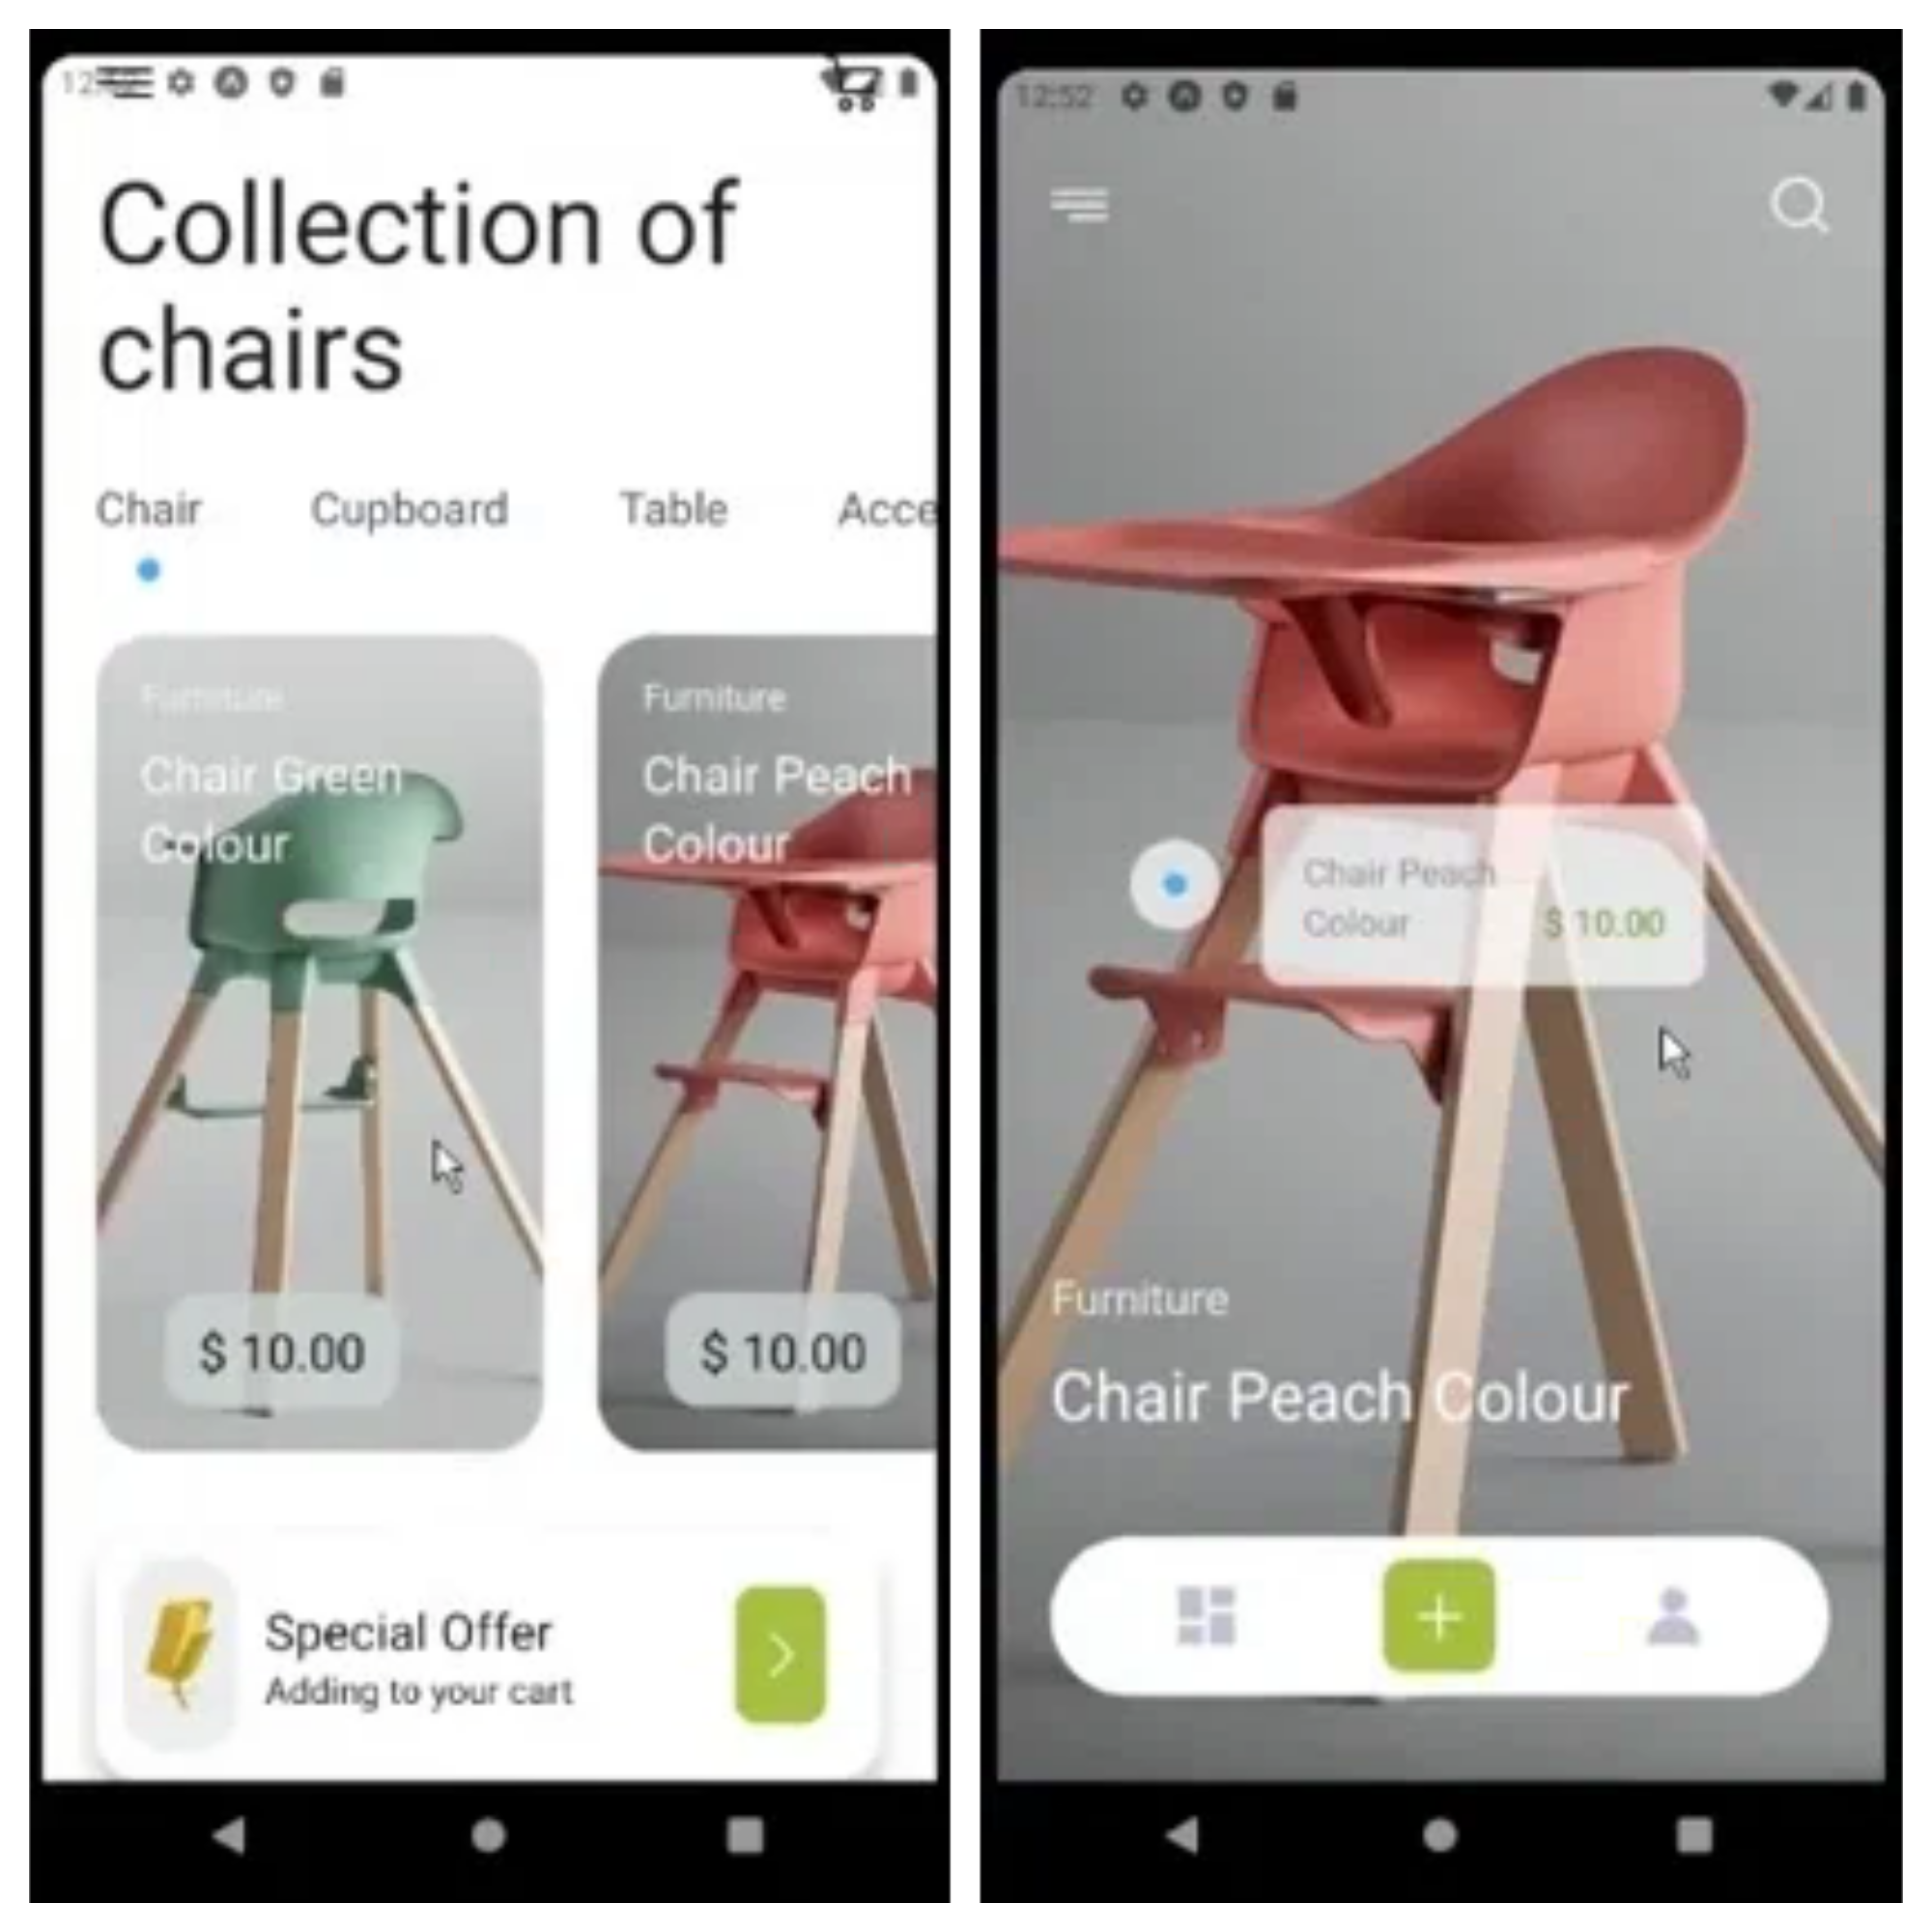 Collection of
chairs
Chair Cupboard Table Acce
Furniture
Chair Green
Colour
$ 10.00
Furniture
Chair Peach
Colour
$ 10.00
Special Offer
Adding to your cart
12:52
Chair Peach
Colour
$ 10.00
Furniture
Chair Peach Colour